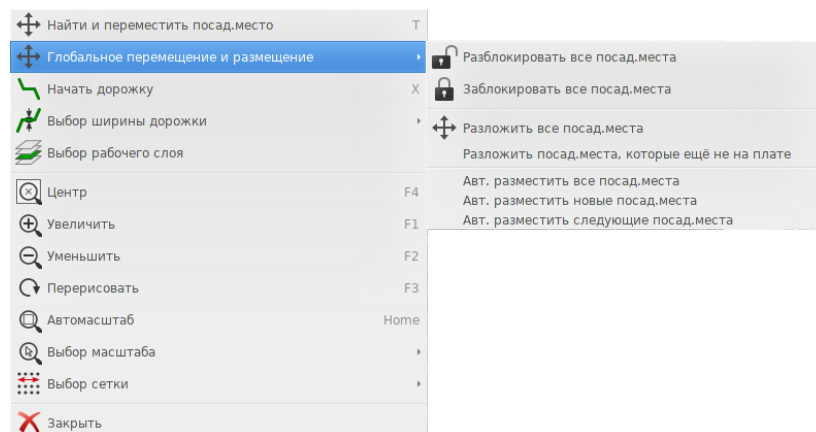 Найти и переместить посад.место T
Глобальное перемещение и размещение
Начать дорожку X
Выбор ширины дорожки
Выбор рабочего слоя
Центр F4
Увеличить F1
Уменьшить F2
Перерисовать F3
Автомасштаб Home
Выбор масштаба
Выбор сетки
Закрыть
Разблокировать все посад.места
Заблокировать все посад.места
Разложить все посад.места
Разложить посад.места, которые ещё не на плате
Авт. разместить все посад.места
Авт. разместить новые посад.места
Авт. разместить следующие посад.места